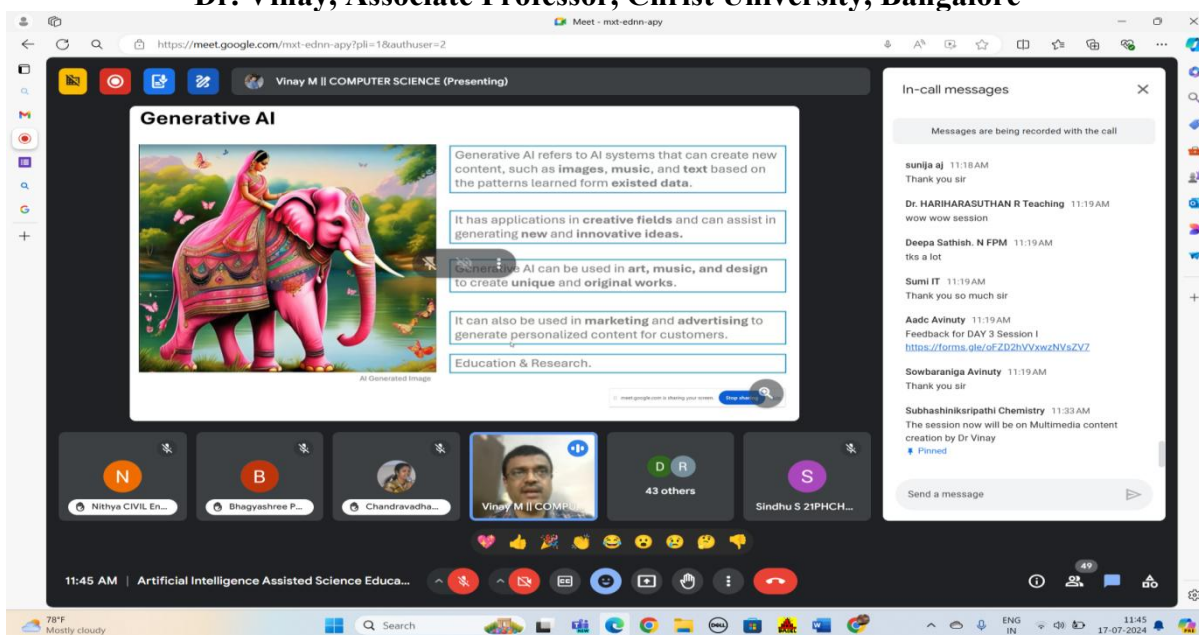 Dr. Vinay, Associate Professor, Christ University, Bangalore
Meet - mxt-ednn-apy
https://meet.google.com/mxt-ednn-apy?pli=1&authuser=2
Vinay M || COMPUTER SCIENCE (Presenting)
Generative AI
Generative AI refers to AI systems that can create new
content, such as images, music, and text based on
the patterns learned form existed data.
It has applications in creative fields and can assist in
generating new and innovative ideas.
Generative AI can be used in art, music, and design
to create unique and original works.
It can also be used in marketing and advertising to
generate personalized content for customers.
Education & Research.
AI Generated Image
meet.google.com is sharing your screen.
Stop sharing
N
Nithya CIVIL En...
B
Bhagyashree P...
Chandravadha...
Vinay M || COMPU
D R
43 others
S
Sindhu S 21PHCH...
11:45 AM | Artificial Intelligence Assisted Science Educa...
49
In-call messages
Messages are being recorded with the call
sunija aj 11:18 AM
Thank you sir
Dr. HARIHARASUTHAN R Teaching 11:19 AM
wow wow session
Deepa Sathish. N FPM 11:19 AM
tks a lot
Sumi IT 11:19 AM
Thank you so much sir
Aadc Avinuty 11:19 AM
Feedback for DAY 3 Session I
https://forms.gle/oFZD2hVVxwzNVsZV7
Sowbaraniga Avinuty 11:19 AM
Thank you sir
Subhashiniksripathi Chemistry 11:33 AM
The session now will be on Multimedia content
creation by Dr Vinay
Pinned
Send a message
78°F
Mostly cloudy
Search
DELL
ENG
IN
11:45
17-07-2024